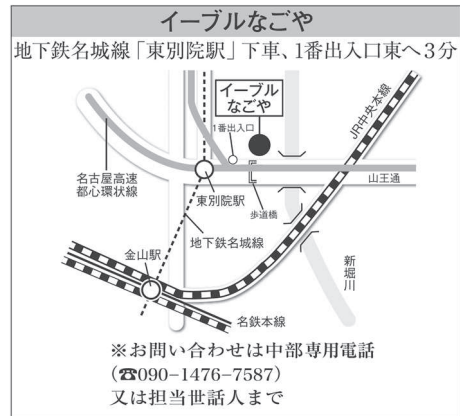 イーブルなごや
地下鉄名城線「東別院駅」下車、1番出入口東へ3分
イーブル
なごや
1番出入口
JR中央本線
名古屋高速
都心環状線
東別院駅
歩道橋
山王通
地下鉄名城線
金山駅
新堀川
名鉄本線
※お問い合わせは中部専用電話
(☎090−1476−7587)
又は担当世話人まで